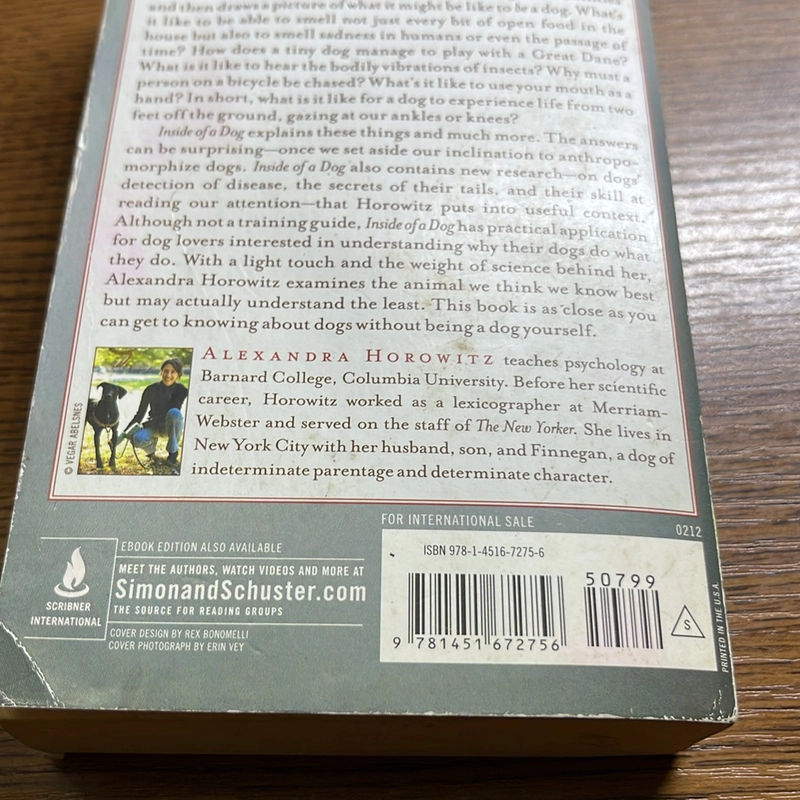 and then draws a picture of what it might be like to be a dog. What's
it like to be able to smell not just every bit of open food in the
house but also to smell sadness in humans or even the passage of
time? How does a tiny dog manage to play with a Great Dane?
What is it like to hear the bodily vibrations of insects? Why must a
person on a bicycle be chased? What's it like to use your mouth as a
hand? In short, what is it like for a dog to experience life from two
feet off the ground, gazing at our ankles or knees?
Inside of a Dog explains these things and much more. The answers
can be surprising—once we set aside our inclination to anthropo-
morphize dogs. Inside of a Dog also contains new research—on dogs'
detection of disease, the secrets of their tails, and their skill at
reading our attention—that Horowitz puts into useful context.
Although not a training guide, Inside of a Dog has practical application
for dog lovers interested in understanding why their dogs do what
they do. With a light touch and the weight of science behind her,
Alexandra Horowitz examines the animal we think we know best
but may actually understand the least. This book is as close as you
can get to knowing about dogs without being a dog yourself.
ALEXANDRA HOROWITZ teaches psychology at
Barnard College, Columbia University. Before her scientific
career, Horowitz worked as a lexicographer at Merriam-
Webster and served on the staff of The New Yorker. She lives in
New York City with her husband, son, and Finnegan, a dog of
indeterminate parentage and determinate character.
© VEGAR ABELSNES
FOR INTERNATIONAL SALE
0212
EBOOK EDITION ALSO AVAILABLE
MEET THE AUTHORS, WATCH VIDEOS AND MORE AT
SimonandSchuster.com
THE SOURCE FOR READING GROUPS
SCRIBNER
INTERNATIONAL
COVER DESIGN BY REX BONOMELLI
COVER PHOTOGRAPH BY ERIN VEY
ISBN 978-1-4516-7275-6
50799
9 781451 672756
S
PRINTED IN THE U.S.A.